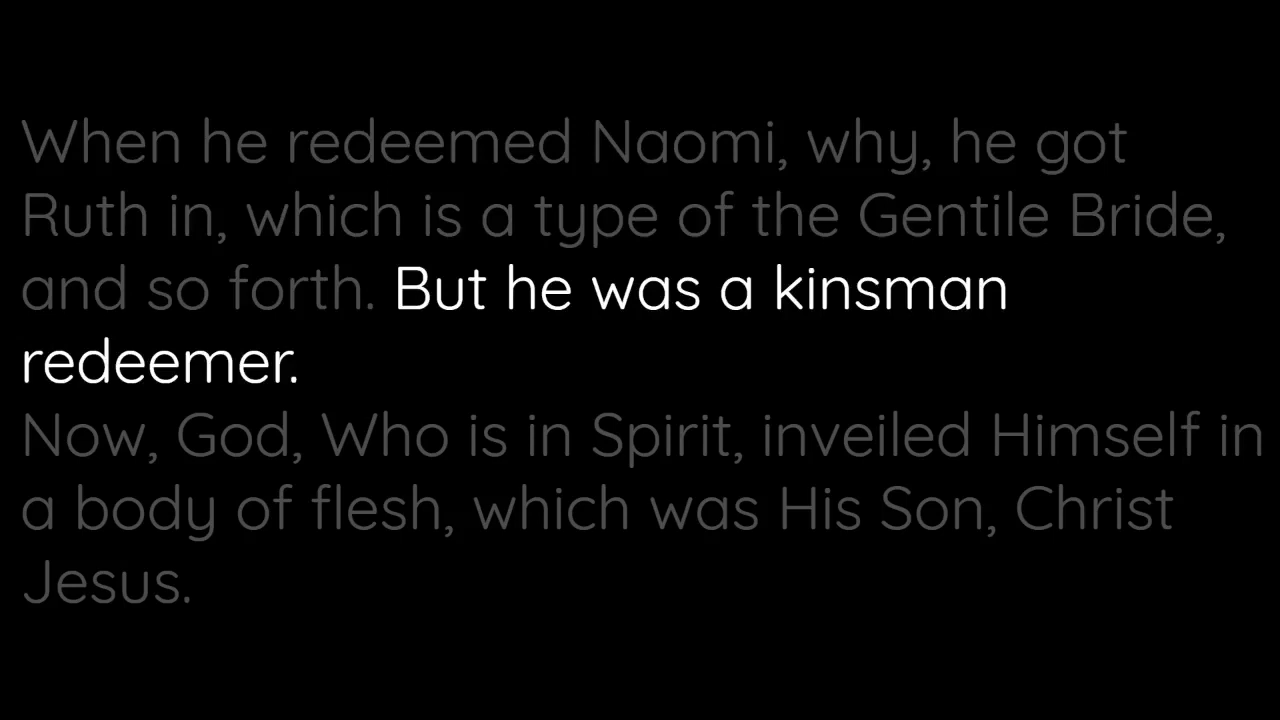 When he redeemed Naomi, why, he got
Ruth in, which is a type of the Gentile Bride,
and so forth. But he was a kinsman
redeemer.
Now, God, Who is in Spirit, inveiled Himself in
a body of flesh, which was His Son, Christ
Jesus.